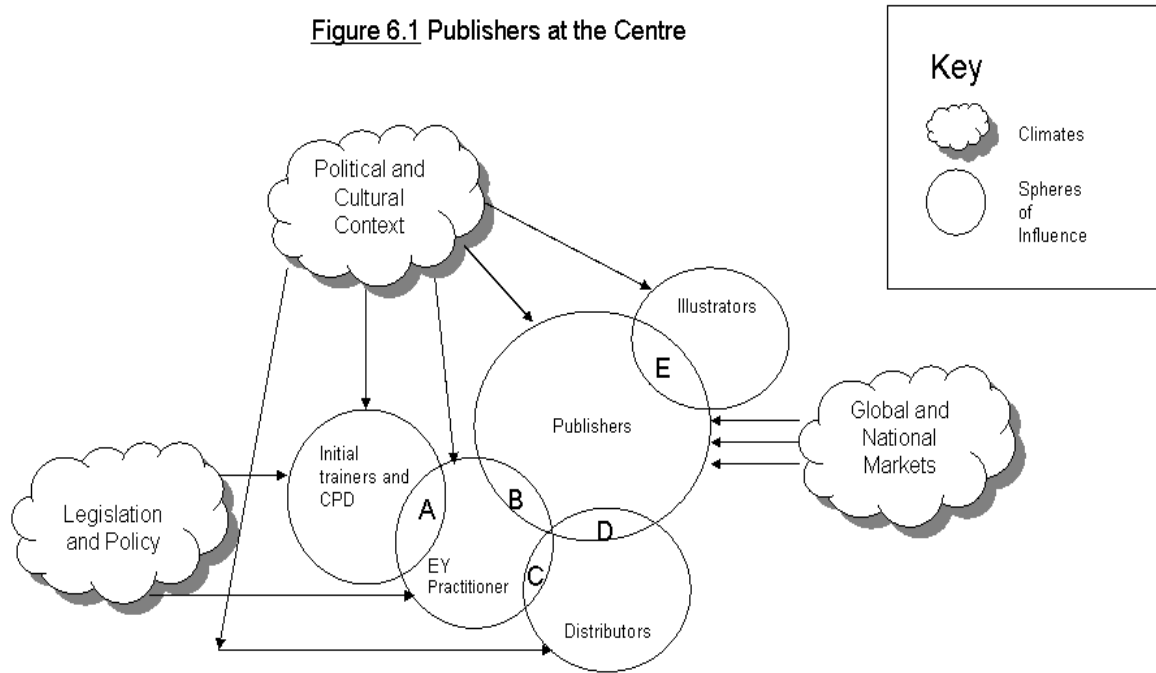 Figure 6.1 Publishers at the Centre
Key
Climates
Spheres
of
Influence
Political and
Cultural
Context
Illustrators
E
Publishers
Global and
National
Markets
Initial
trainers and
CPD
A
B
D
Legislation
and Policy
EY
Practitioner
C
Distributors